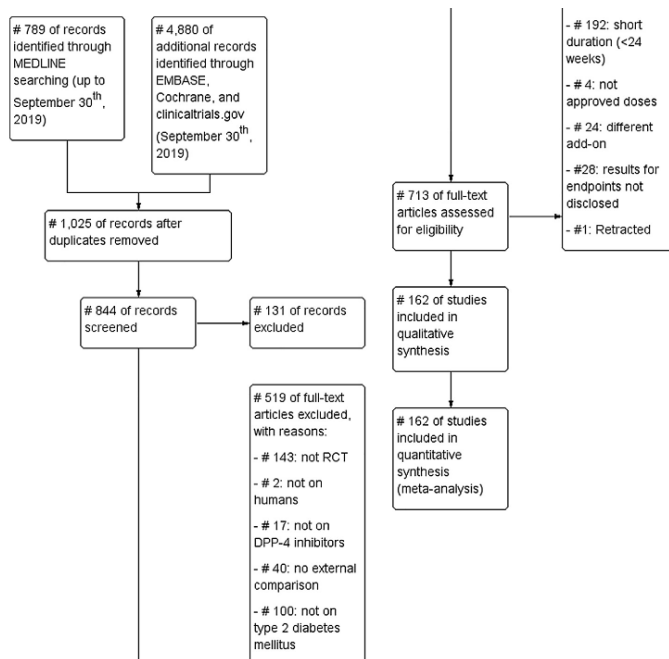 # 789 of records
identified through
MEDLINE
searching (up to
September 30th,
2019)
# 4,880 of
additional records
identified through
EMBASE,
Cochrane, and
clinicaltrials.gov
(September 30th,
2019)
# 1,025 of records after
duplicates removed
# 844 of records
screened
# 131 of records
excluded
# 519 of full-text
articles excluded,
with reasons:
- # 143: not RCT
- # 2: not on
humans
- # 17: not on
DPP-4 inhibitors
- # 40: no external
comparison
- # 100: not on
type 2 diabetes
mellitus
- # 192: short
duration (<24
weeks)
- # 4: not
approved doses
- # 24: different
add-on
- #28: results for
endpoints not
disclosed
- #1: Retracted
# 713 of full-text
articles assessed
for eligibility
# 162 of studies
included in
qualitative
synthesis
# 162 of studies
included in
quantitative
synthesis
(meta-analysis)